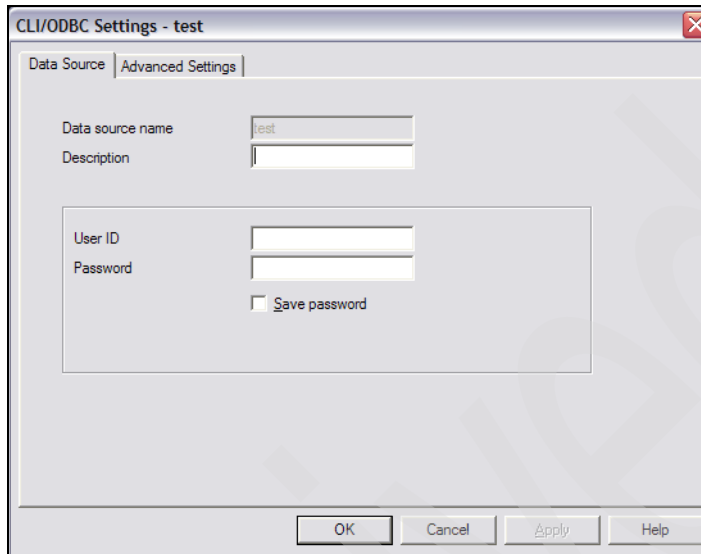 CLI/ODBC Settings - test
Data Source Advanced Settings
Data source name test
Description
User ID
Password
Save password
OK Cancel Apply Help